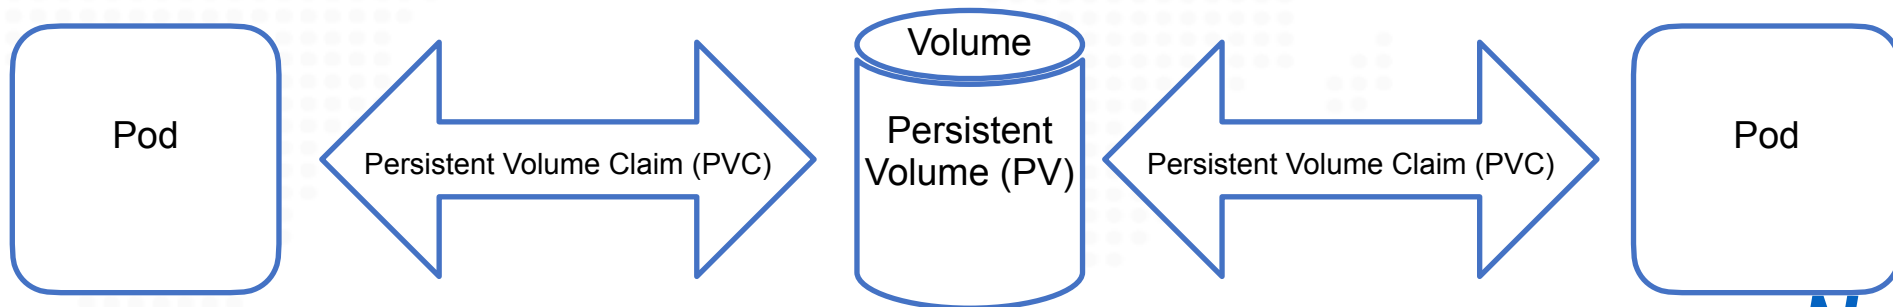 Pod
Persistent Volume Claim (PVC)
Volume
Persistent
Volume (PV)
Persistent Volume Claim (PVC)
Pod